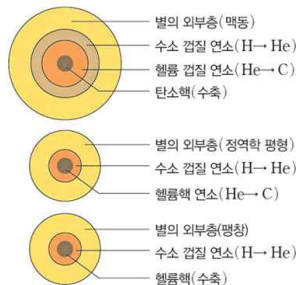 별의 외부층(맥동)
수소 껍질 연소(H→ He)
헬륨 껍질 연소(He→ C)
탄소핵(수축)
별의 외부층(정역학 평형)
수소 껍질 연소(H→ He)
헬륨핵 연소(He→ C)
별의 외부층(팽창)
수소 껍질 연소(H→ He)
헬륨핵(수축)